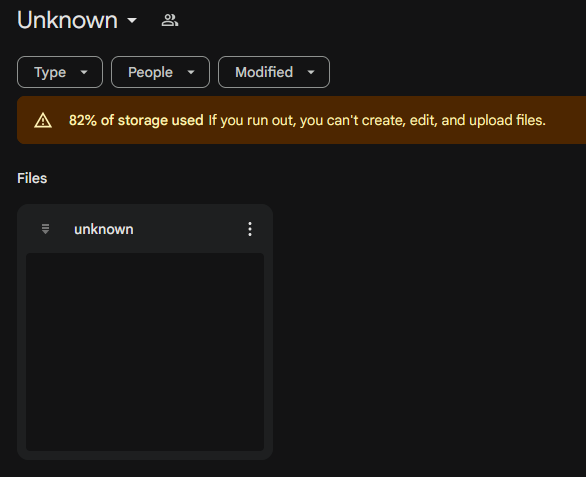 Unknown
Type People Modified
82% of storage used If you run out, you can't create, edit, and upload files.
Files
unknown